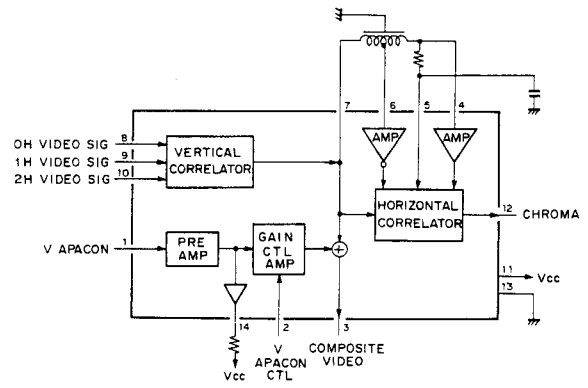 7 6 5 4
AMP AMP
0H VIDEO SIG 8
1H VIDEO SIG 9
2H VIDEO SIG 10
VERTICAL
CORRELATOR
HORIZONTAL
CORRELATOR
12 CHROMA
V APACON 1
PRE
AMP
GAIN
CTL
AMP
+
11 Vcc
13
14 2 3
Vcc
V
APACON
CTL
COMPOSITE
VIDEO